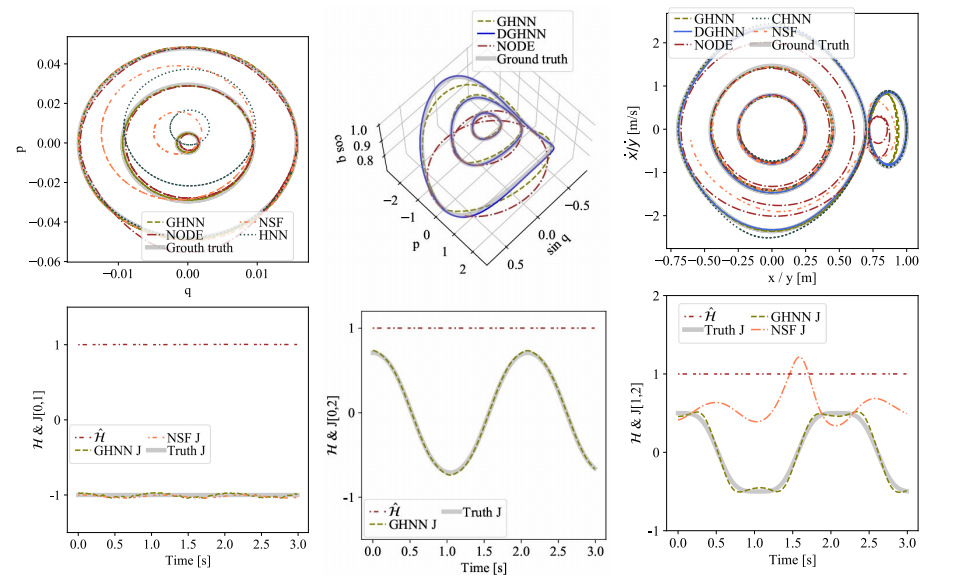 GHNN
NODE
Grouth truth
NSF
HNN
p
0.04
0.02
0.00
−0.02
−0.04
−0.06
−0.01
0.00
0.01
q
GHNN
DGHNN
NODE
Ground truth
b cos
1.0
0.9
0.8
−2
−1
0
1
2
p
0.5
0.0
−0.5
sin q
GHNN
DGHNN
NODE
CHNN
NSF
Ground Truth
ẋ/ẏ [m/s]
2
1
0
−1
−2
−0.75
−0.50
−0.25
0.00
0.25
0.50
0.75
1.00
x / y [m]
ℋ & J[0,1]
1
0
-1
Ĥ
GHNN J
NSF J
Truth J
0.0 0.5 1.0 1.5 2.0 2.5 3.0
Time [s]
ℋ & J[0,2]
1
0
-1
Ĥ
GHNN J
Truth J
0.0 0.5 1.0 1.5 2.0 2.5 3.0
Time [s]
ℋ & J[1,2]
2
1
0
-1
Ĥ
Truth J
GHNN J
NSF J
0.0 0.5 1.0 1.5 2.0 2.5 3.0
Time [s]